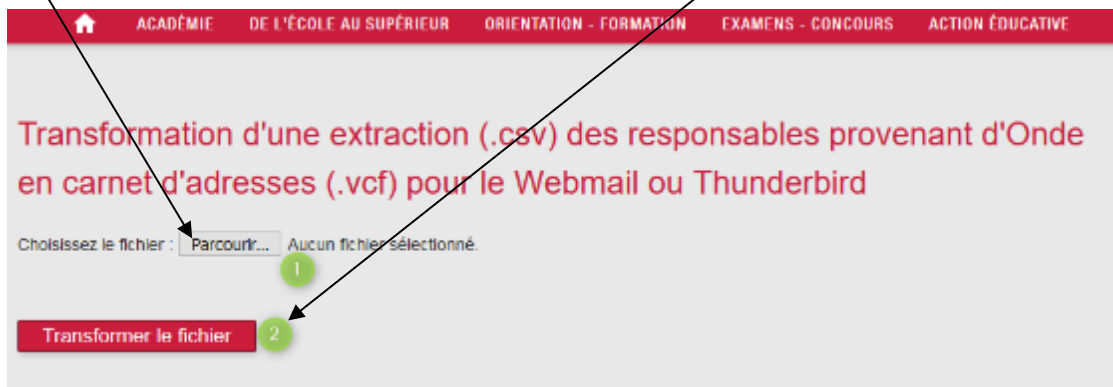 ACADÉMIE DE L'ÉCOLE AU SUPÉRIEUR ORIENTATION - FORMATION EXAMENS - CONCOURS ACTION ÉDUCATIVE
Transformation d'une extraction (.csv) des responsables provenant d'Onde
en carnet d'adresses (.vcf) pour le Webmail ou Thunderbird
Choisissez le fichier : Parcourir... Aucun fichier sélectionné.
1
Transformer le fichier 2